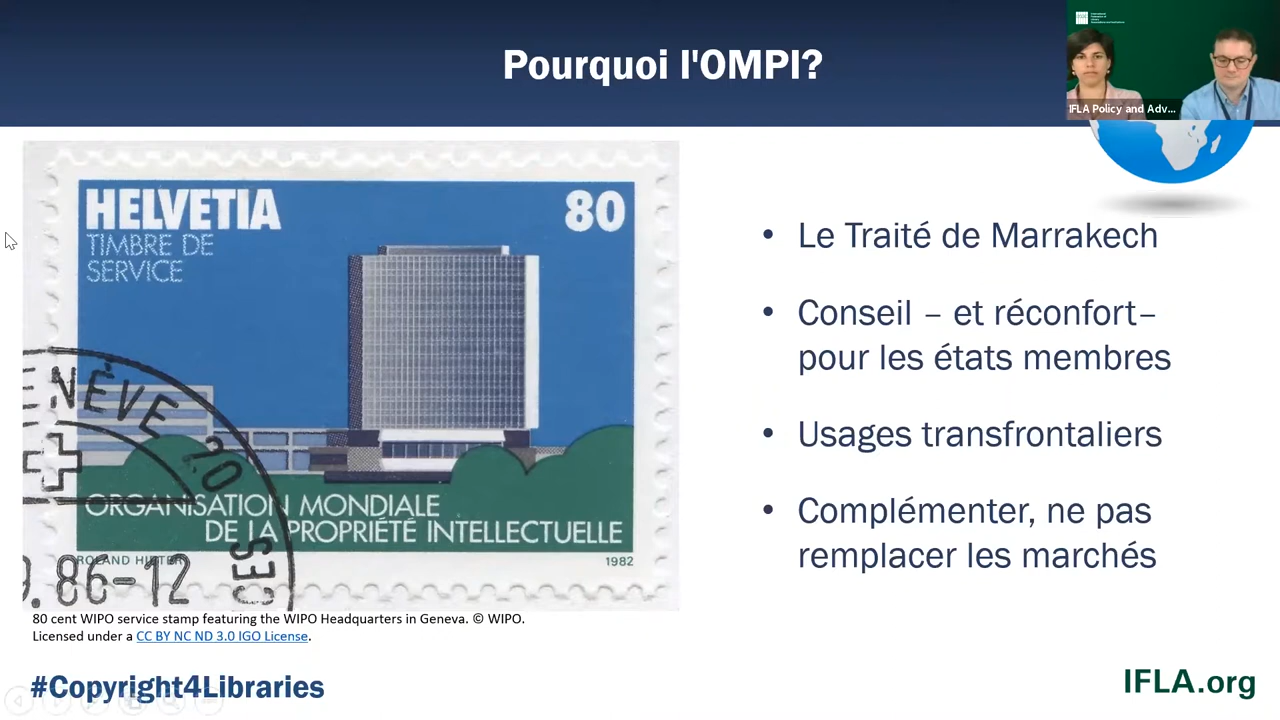 Pourquoi l'OMPI?
IFLA Policy and Adv...
HELVETIA
80
TIMBRE DE
SERVICE
GENÈVE 20
ORGANISATION MONDIALE
DE LA PROPRIÉTÉ INTELLECTUELLE
1982
.86-12
80 cent WIPO service stamp featuring the WIPO Headquarters in Geneva. © WIPO.
Licensed under a CC BY NC ND 3.0 IGO License.
• Le Traité de Marrakech
• Conseil – et réconfort–
pour les états membres
• Usages transfrontaliers
• Complémenter, ne pas
remplacer les marchés
#Copyright4Libraries
IFLA.org